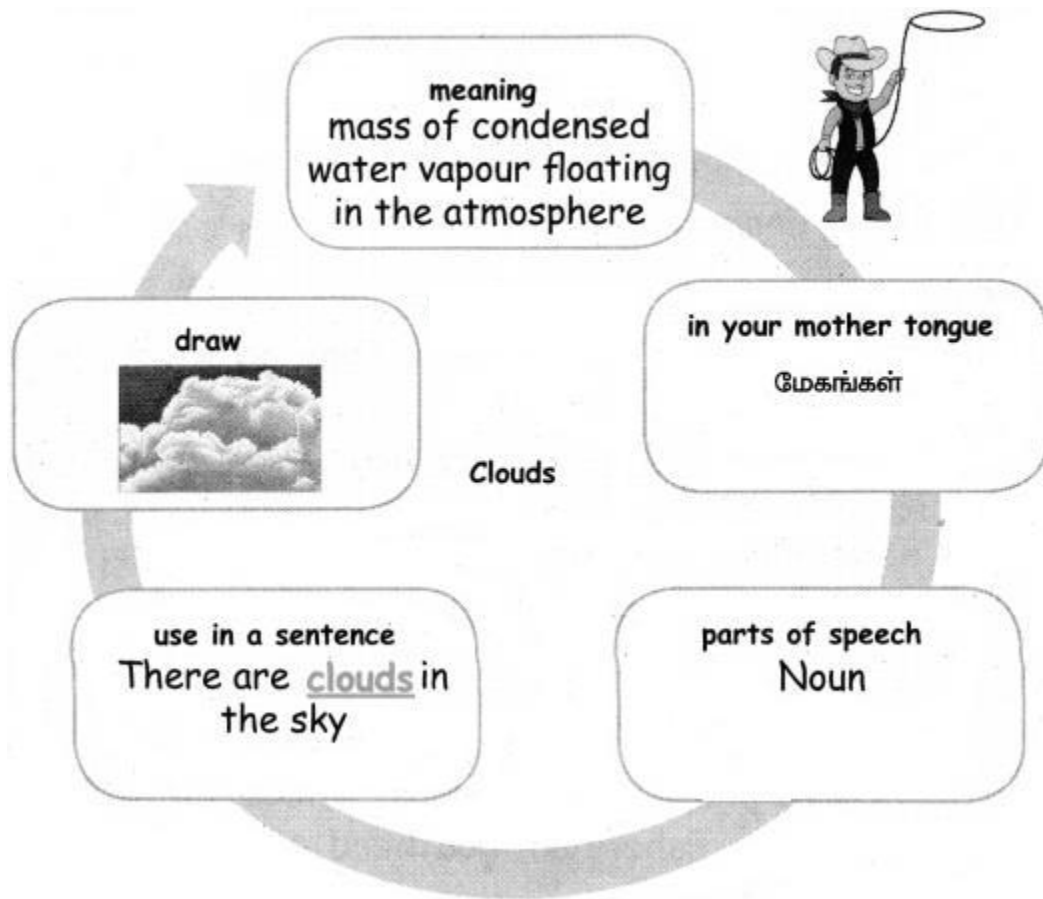 meaning
mass of condensed
water vapour floating
in the atmosphere
in your mother tongue
மேகங்கள்
parts of speech
Noun
use in a sentence
There are clouds in
the sky
draw
Clouds